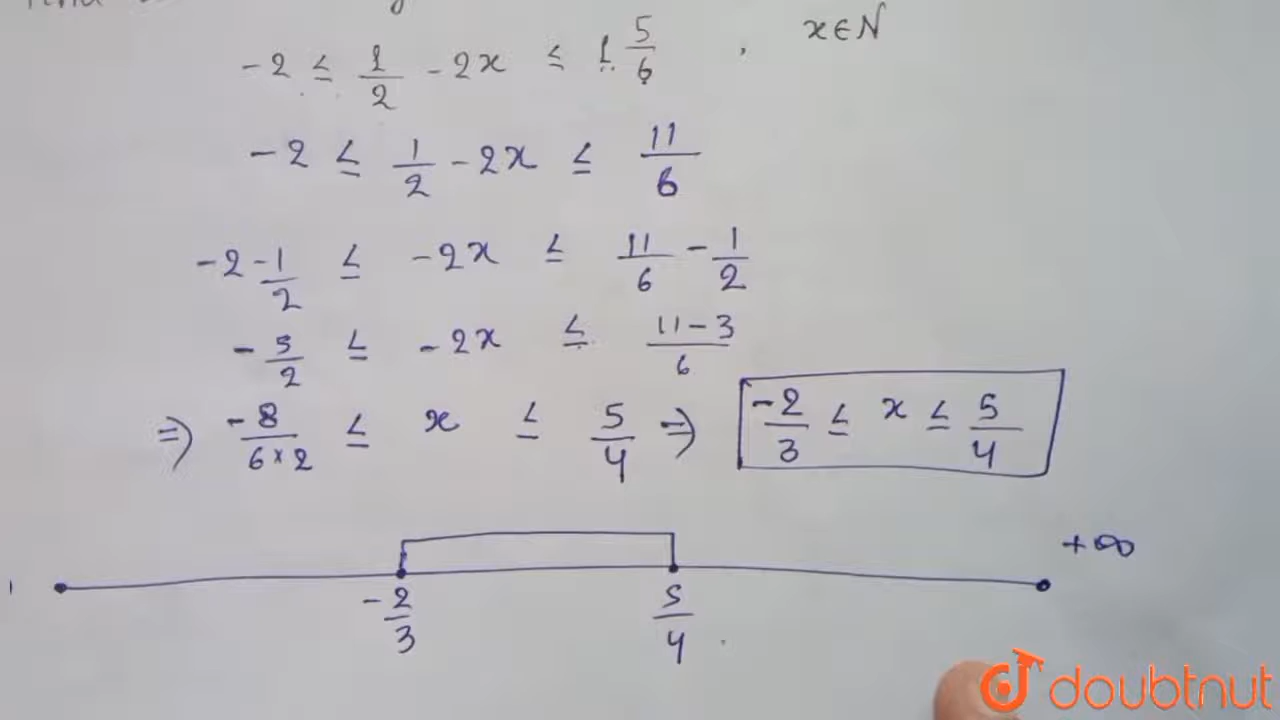 -2 ≤ 1/2 - 2x ≤ 1 5/6 , x∈N
-2 ≤ 1/2 - 2x ≤ 11/6
-2 - 1/2 ≤ -2x ≤ 11/6 - 1/2
-5/2 ≤ -2x ≤ 11-3/6
⇒ -8/6×2 ≤ x ≤ 5/4 ⇒ -2/3 ≤ x ≤ 5/4
+∞
-2/3 5/4
doubtnut